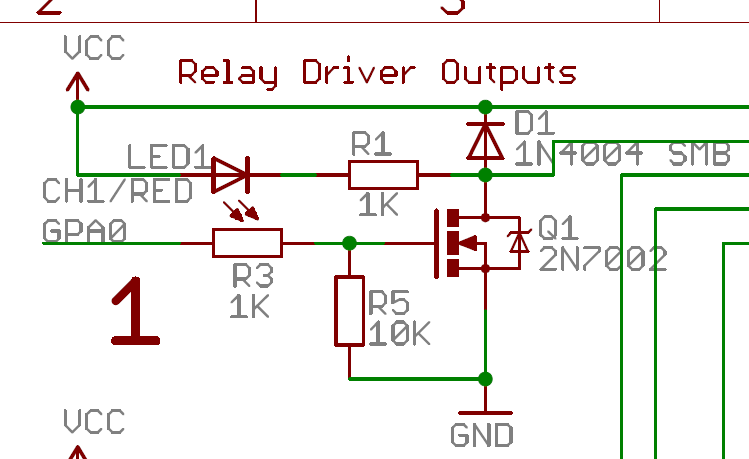 2 3
VCC
Relay Driver Outputs
D1
1N4004 SMB
LED1
R1
CH1/RED
1K
GPA0
Q1
2N7002
R3
1K
1
R5
10K
VCC
GND